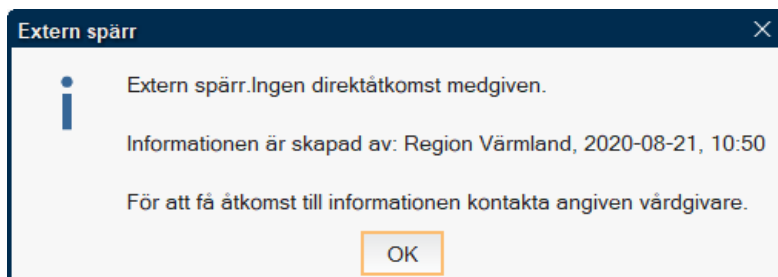 Extern spärr
Extern spärr.Ingen direktåtkomst medgiven.
Informationen är skapad av: Region Värmland, 2020-08-21, 10:50
För att få åtkomst till informationen kontakta angiven vårdgivare.
OK